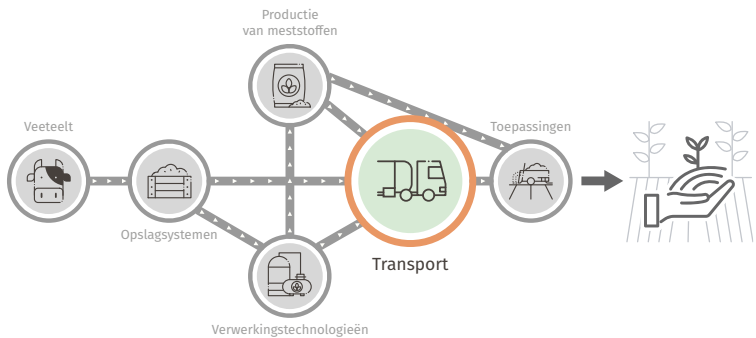 Productie
van meststoffen
Veeteelt
Toepassingen
Opslagsystemen
Transport
Verwerkingstechnologieën